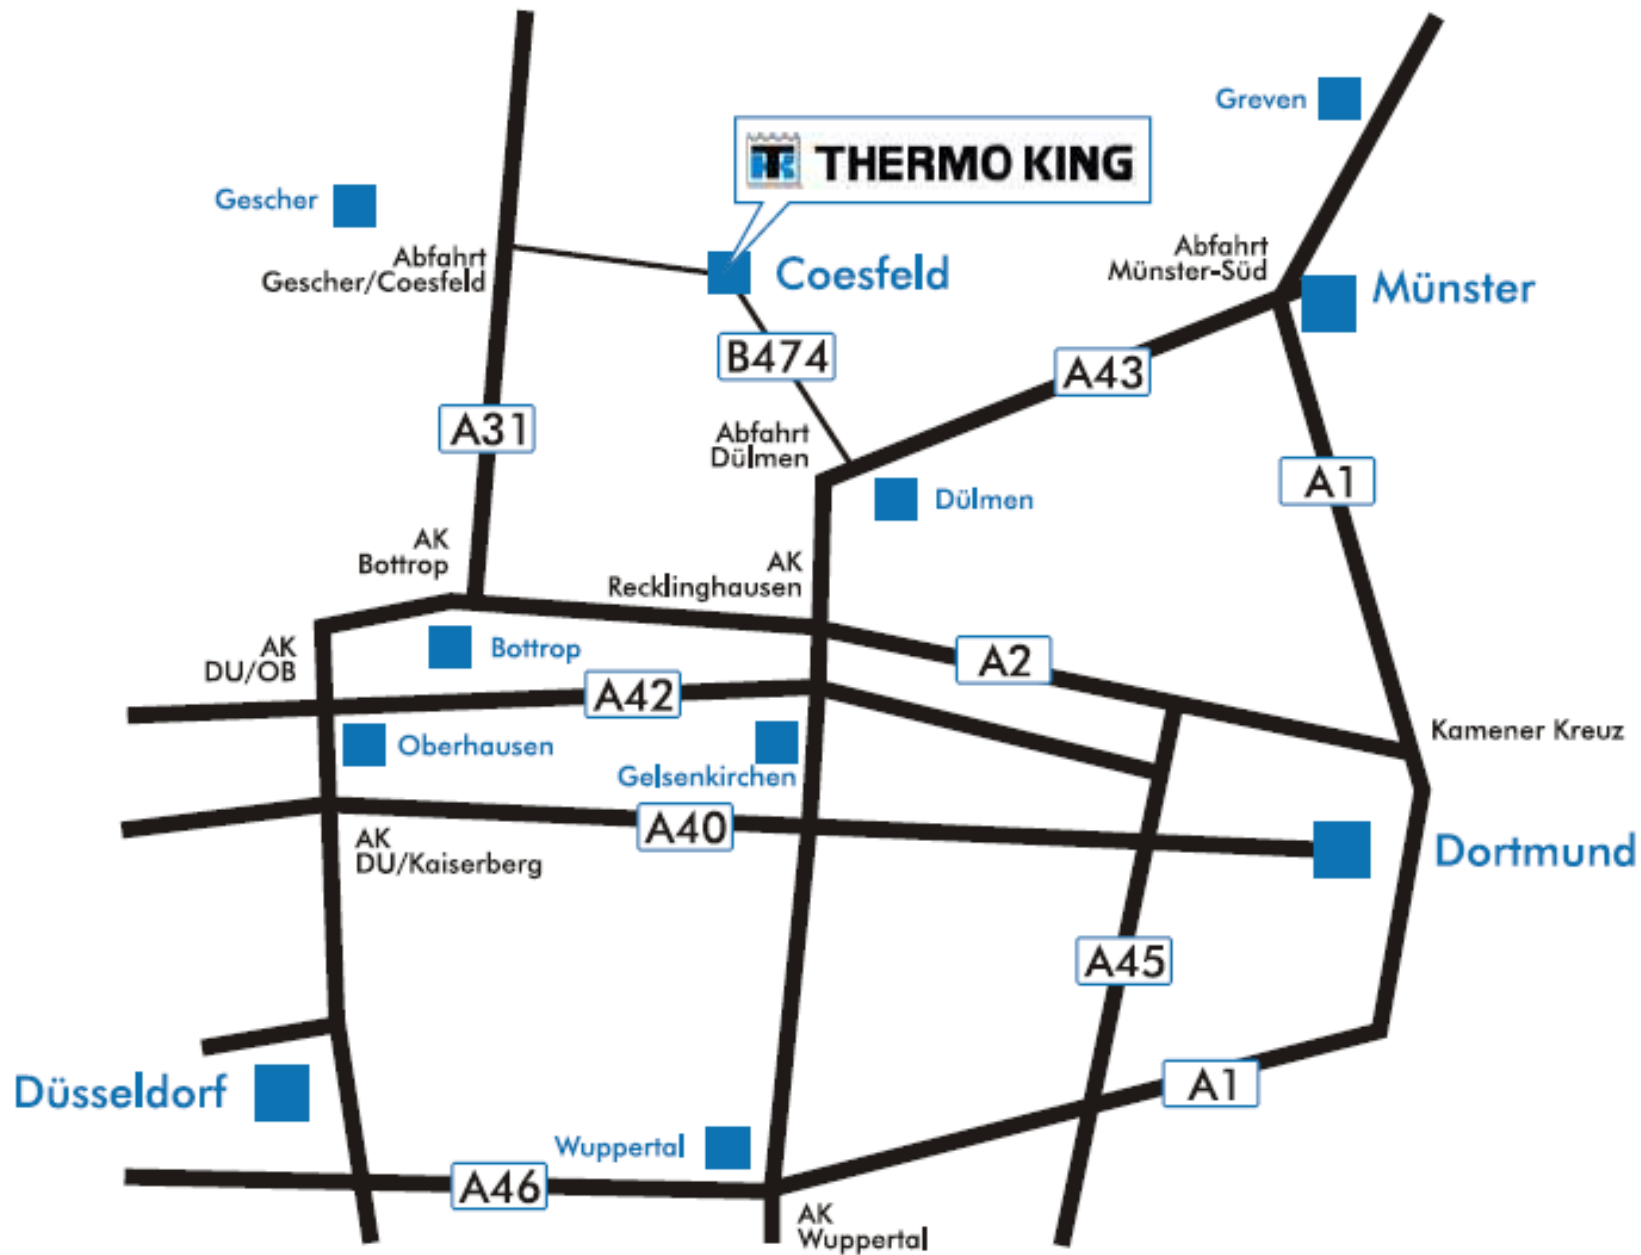 Greven
TK THERMO KING
Gescher
Abfahrt
Gescher/Coesfeld
Coesfeld
Abfahrt
Münster-Süd
Münster
B474
A43
A31
Abfahrt
Dülmen
A1
Dülmen
AK
Bottrop
AK
Recklinghausen
AK
DU/OB
Bottrop
A2
A42
Kamener Kreuz
Oberhausen
Gelsenkirchen
A40
AK
DU/Kaiserberg
Dortmund
A45
Düsseldorf
A1
Wuppertal
A46
AK
Wuppertal